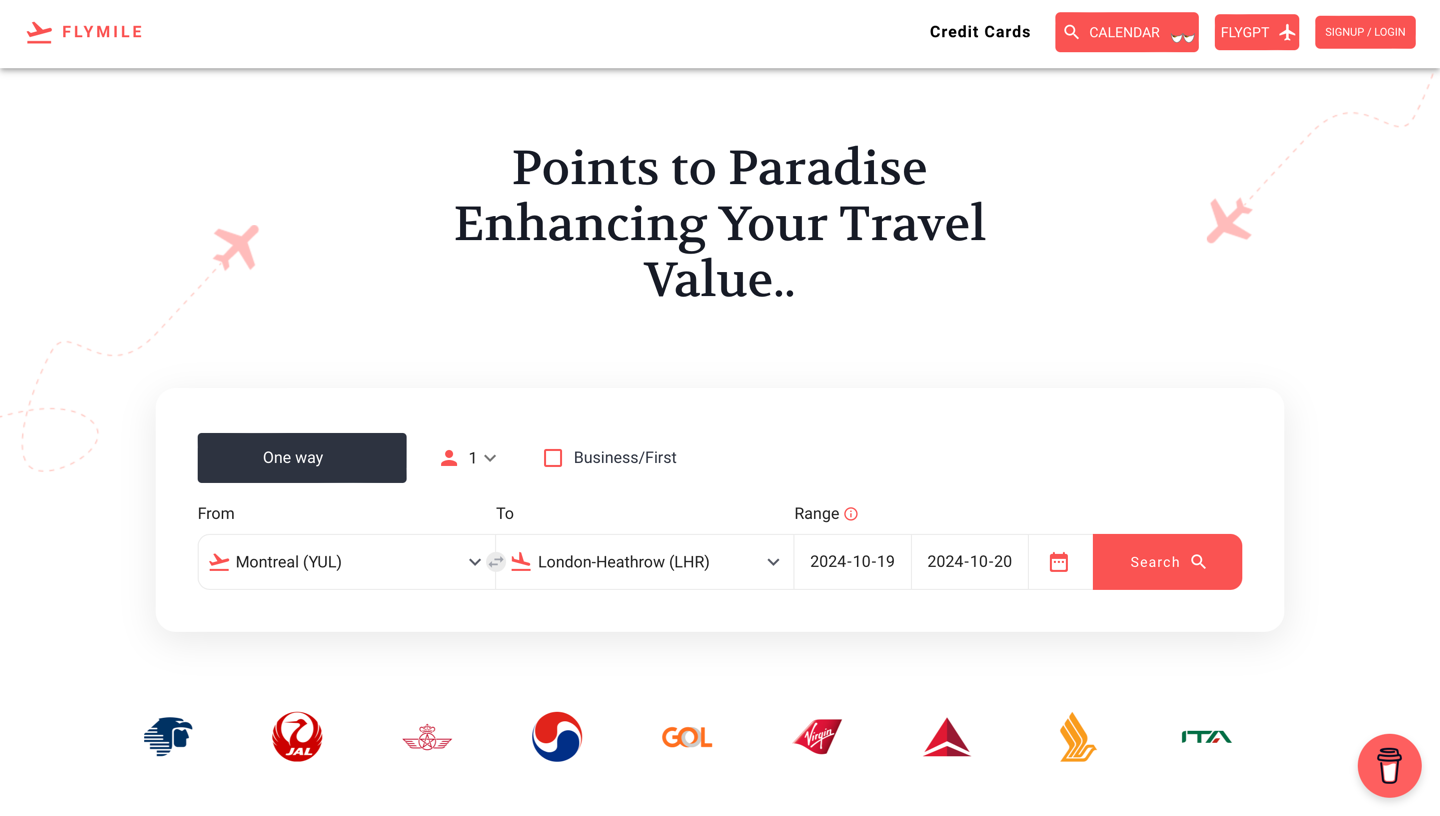 FLYMILE
Credit Cards
CALENDAR
FLYGPT
SIGNUP / LOGIN
Points to Paradise
Enhancing Your Travel
Value..
One way
1
Business/First
From
To
Range
Montreal (YUL)
London-Heathrow (LHR)
2024-10-19
2024-10-20
Search
JAL
GOL
Virgin
ITA